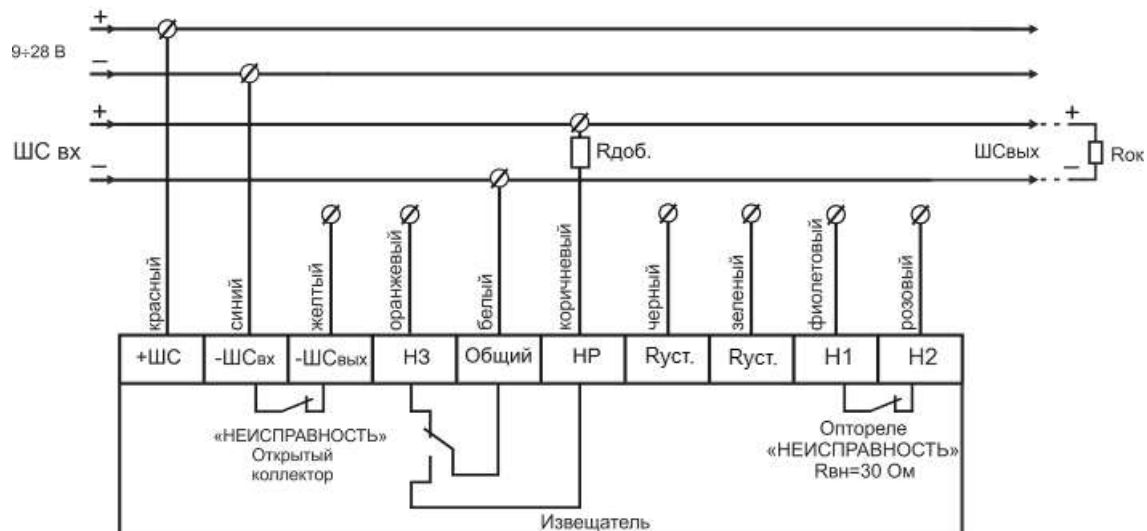 +
9÷28 В
–
+
ШС вх
–
Rдоб.
ШСвых
+
–
Rок
красный
синий
желтый
оранжевый
белый
коричневый
черный
зеленый
фиолетовый
розовый
+ШС
-ШСвх
-ШСвых
НЗ
Общий
НР
Rуст.
Rуст.
Н1
Н2
«НЕИСПРАВНОСТЬ»
Открытый
коллектор
Оптореле
«НЕИСПРАВНОСТЬ»
Rвн=30 Ом
Извещатель